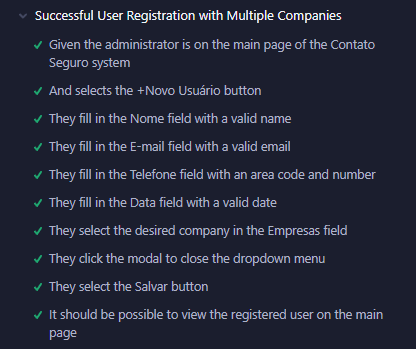 Successful User Registration with Multiple Companies
Given the administrator is on the main page of the Contato
Seguro system
And selects the +Novo Usuário button
They fill in the Nome field with a valid name
They fill in the E-mail field with a valid email
They fill in the Telefone field with an area code and number
They fill in the Data field with a valid date
They select the desired company in the Empresas field
They click the modal to close the dropdown menu
They select the Salvar button
It should be possible to view the registered user on the main
page